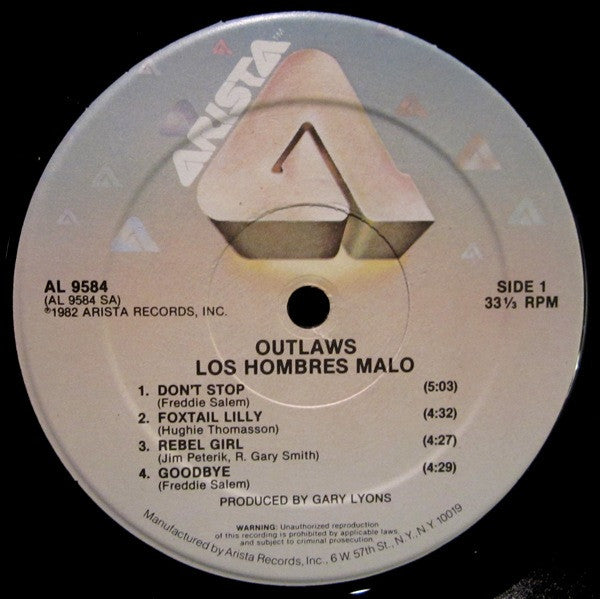 ARISTA™
AL 9584
(AL 9584 SA)
℗1982 ARISTA RECORDS, INC.
SIDE 1
33⅓ RPM
OUTLAWS
LOS HOMBRES MALO
1. DON'T STOP (5:03)
(Freddie Salem)
2. FOXTAIL LILLY (4:32)
(Hughie Thomasson)
3. REBEL GIRL (4:27)
(Jim Peterik, R. Gary Smith)
4. GOODBYE (4:29)
(Freddie Salem)
PRODUCED BY GARY LYONS
WARNING: Unauthorized reproduction
of this recording is prohibited by applicable laws
and subject to criminal prosecution.
Manufactured by Arista Records, Inc., 6 W 57th St., N.Y., N.Y. 10019